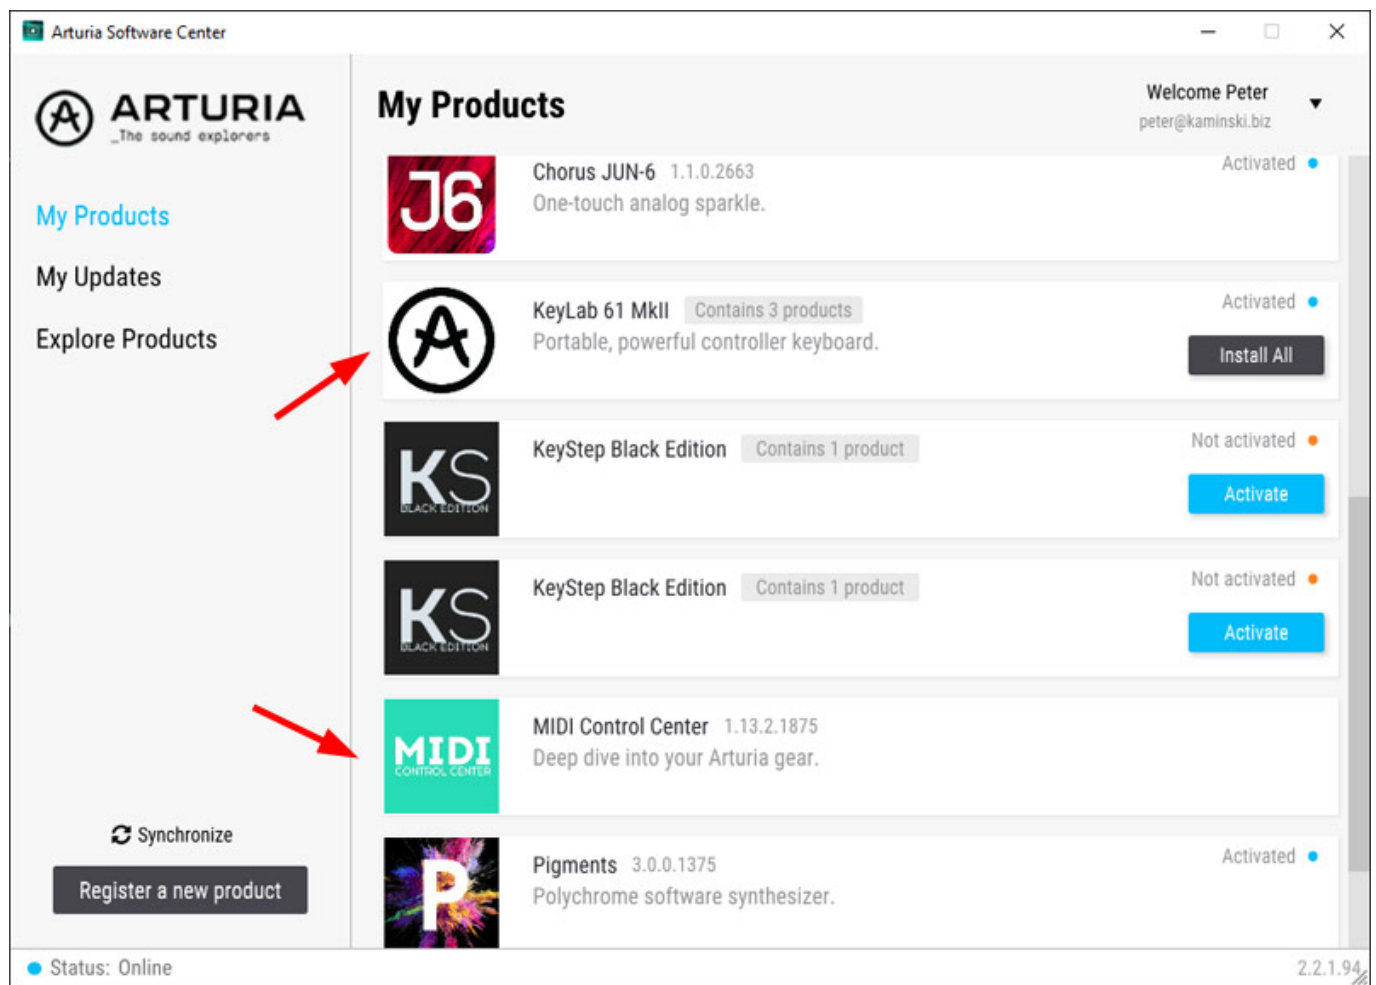 Arturia Software Center
ARTURIA
_The sound explorers
My Products
Welcome Peter
peter@kaminski.biz
My Products
My Updates
Explore Products
J6
Chorus JUN-6 1.1.0.2663
Activated
One-touch analog sparkle.
KeyLab 61 MkII Contains 3 products
Activated
Portable, powerful controller keyboard.
Install All
KS
BLACK EDITION
KeyStep Black Edition Contains 1 product
Not activated
Activate
KS
BLACK EDITION
KeyStep Black Edition Contains 1 product
Not activated
Activate
MIDI
CONTROL CENTER
MIDI Control Center 1.13.2.1875
Deep dive into your Arturia gear.
P
Pigments 3.0.0.1375
Activated
Polychrome software synthesizer.
Synchronize
Register a new product
Status: Online
2.2.1.94